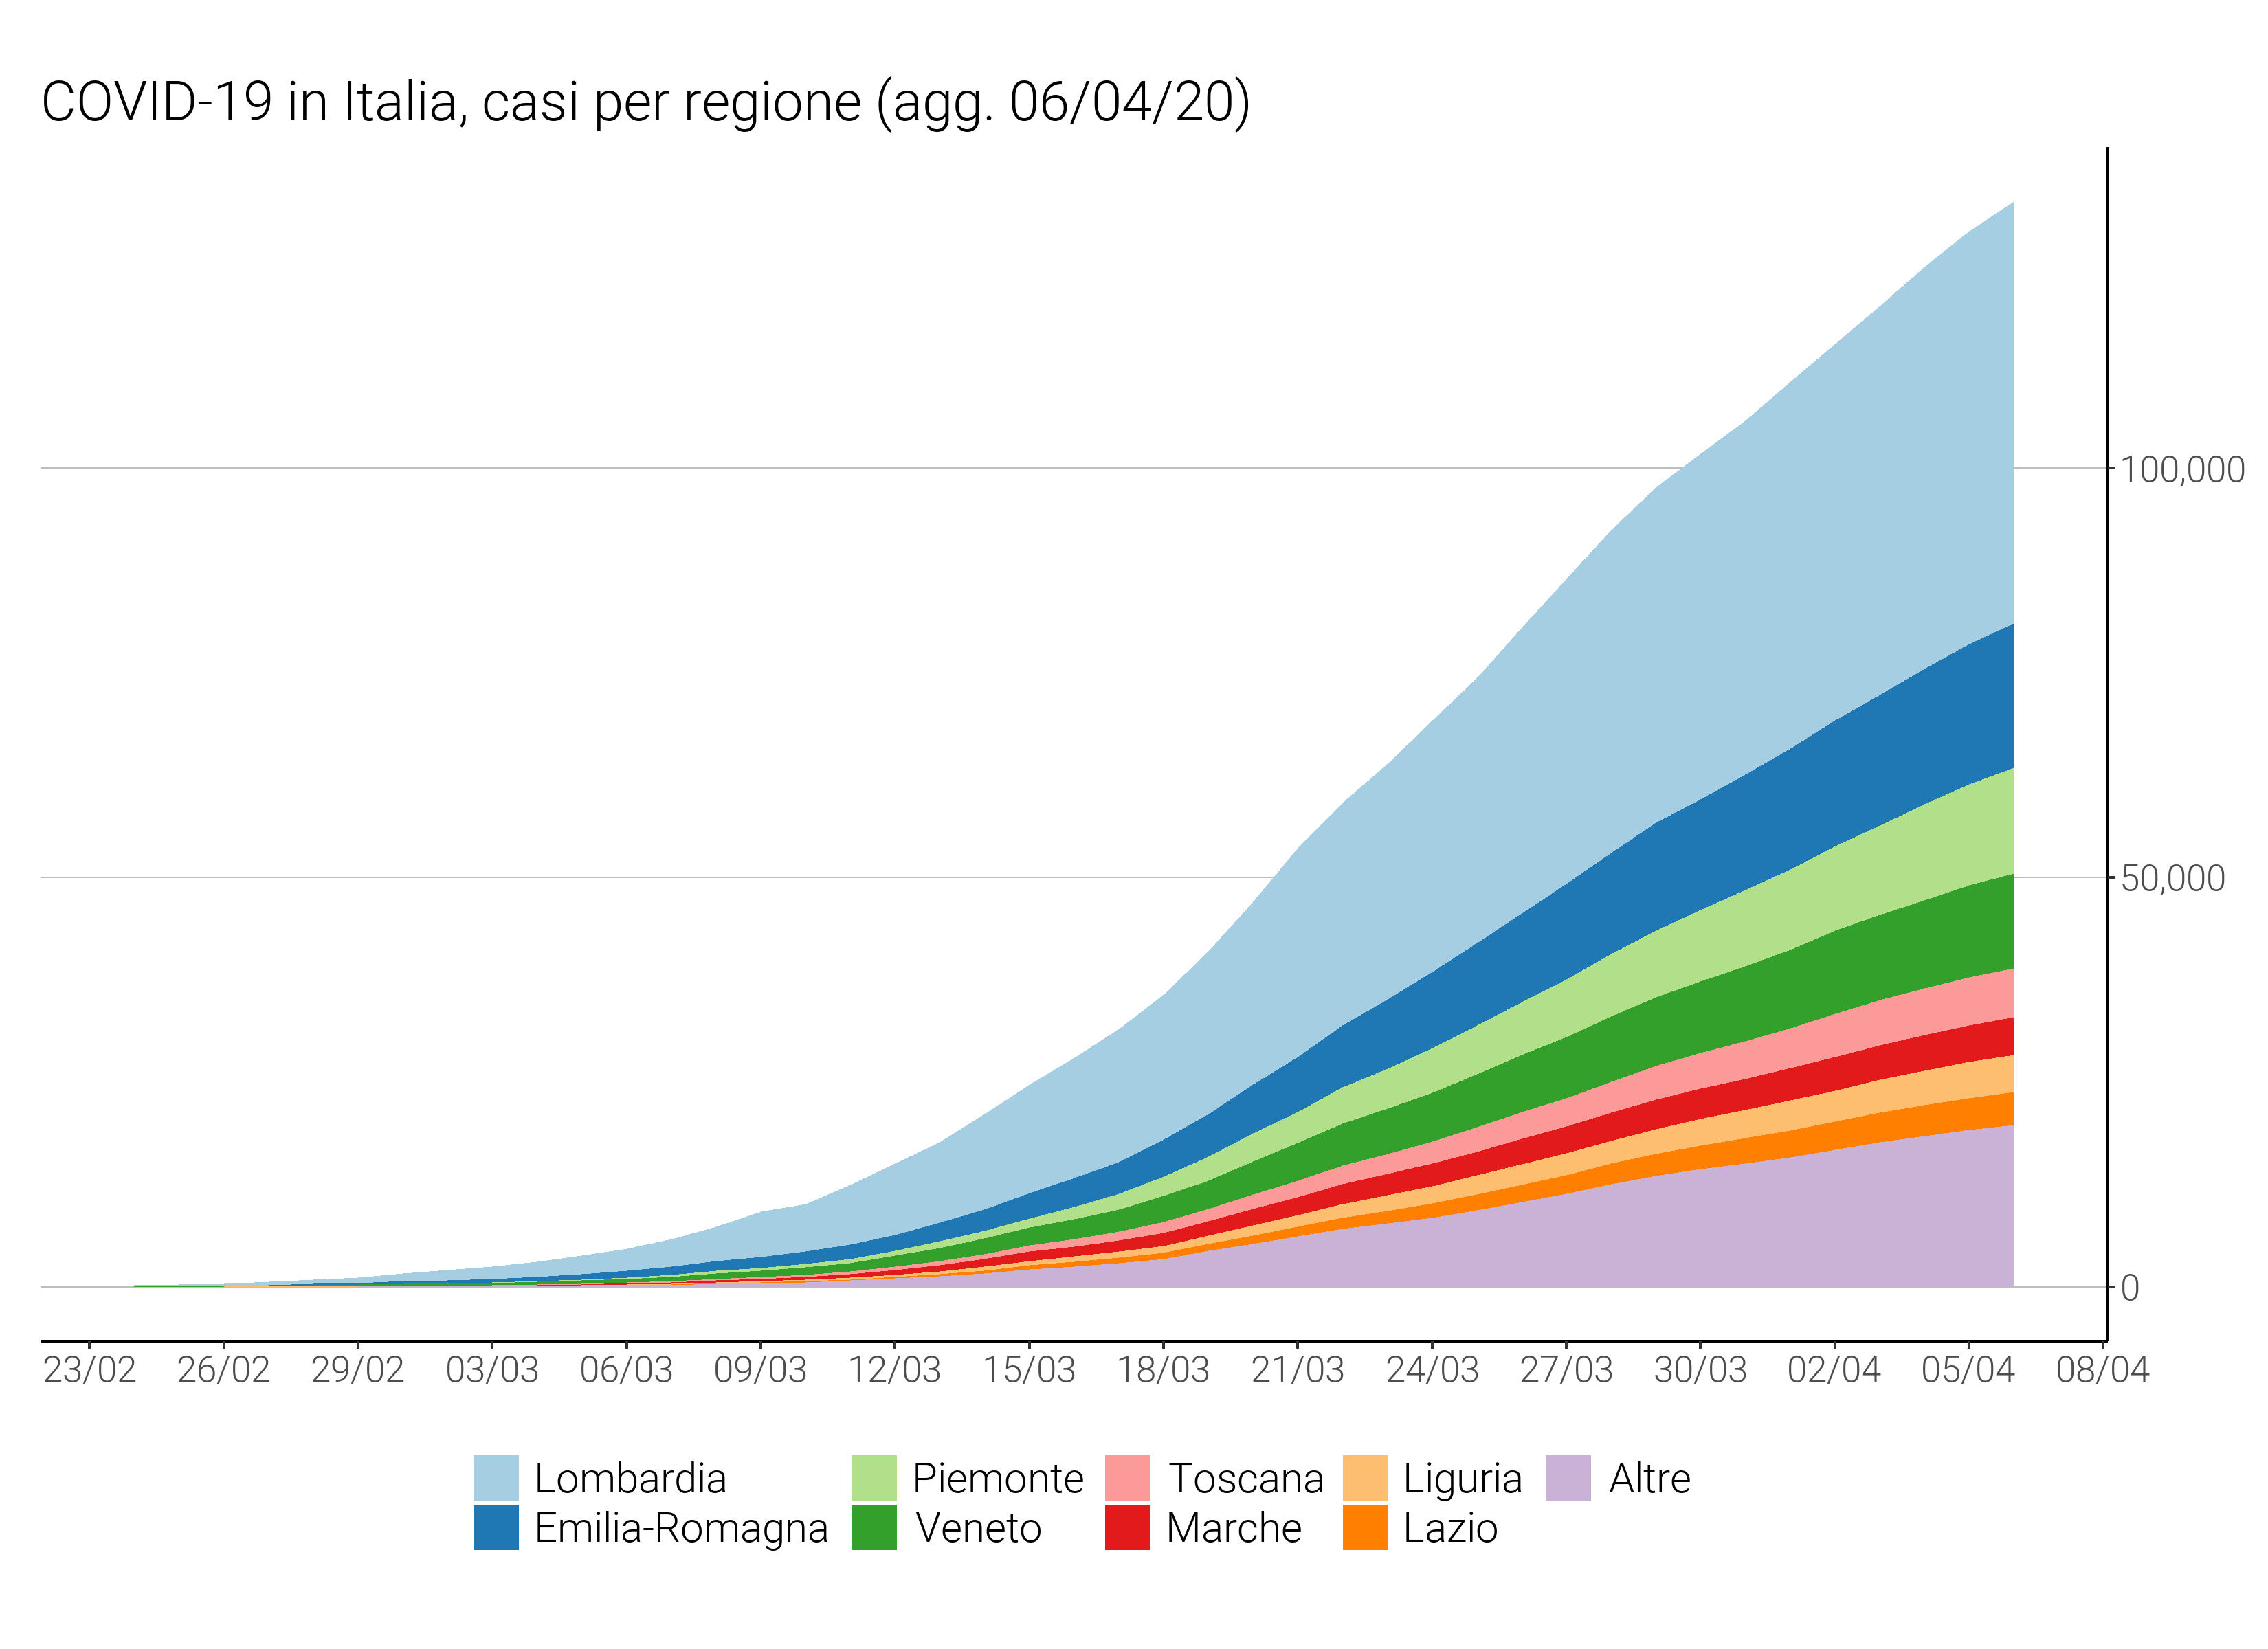 COVID-19 in Italia, casi per regione (agg. 06/04/20)
100,000
50,000
0
23/02 26/02 29/02 03/03 06/03 09/03 12/03 15/03 18/03 21/03 24/03 27/03 30/03 02/04 05/04 08/04
Lombardia Piemonte Toscana Liguria Altre
Emilia-Romagna Veneto Marche Lazio